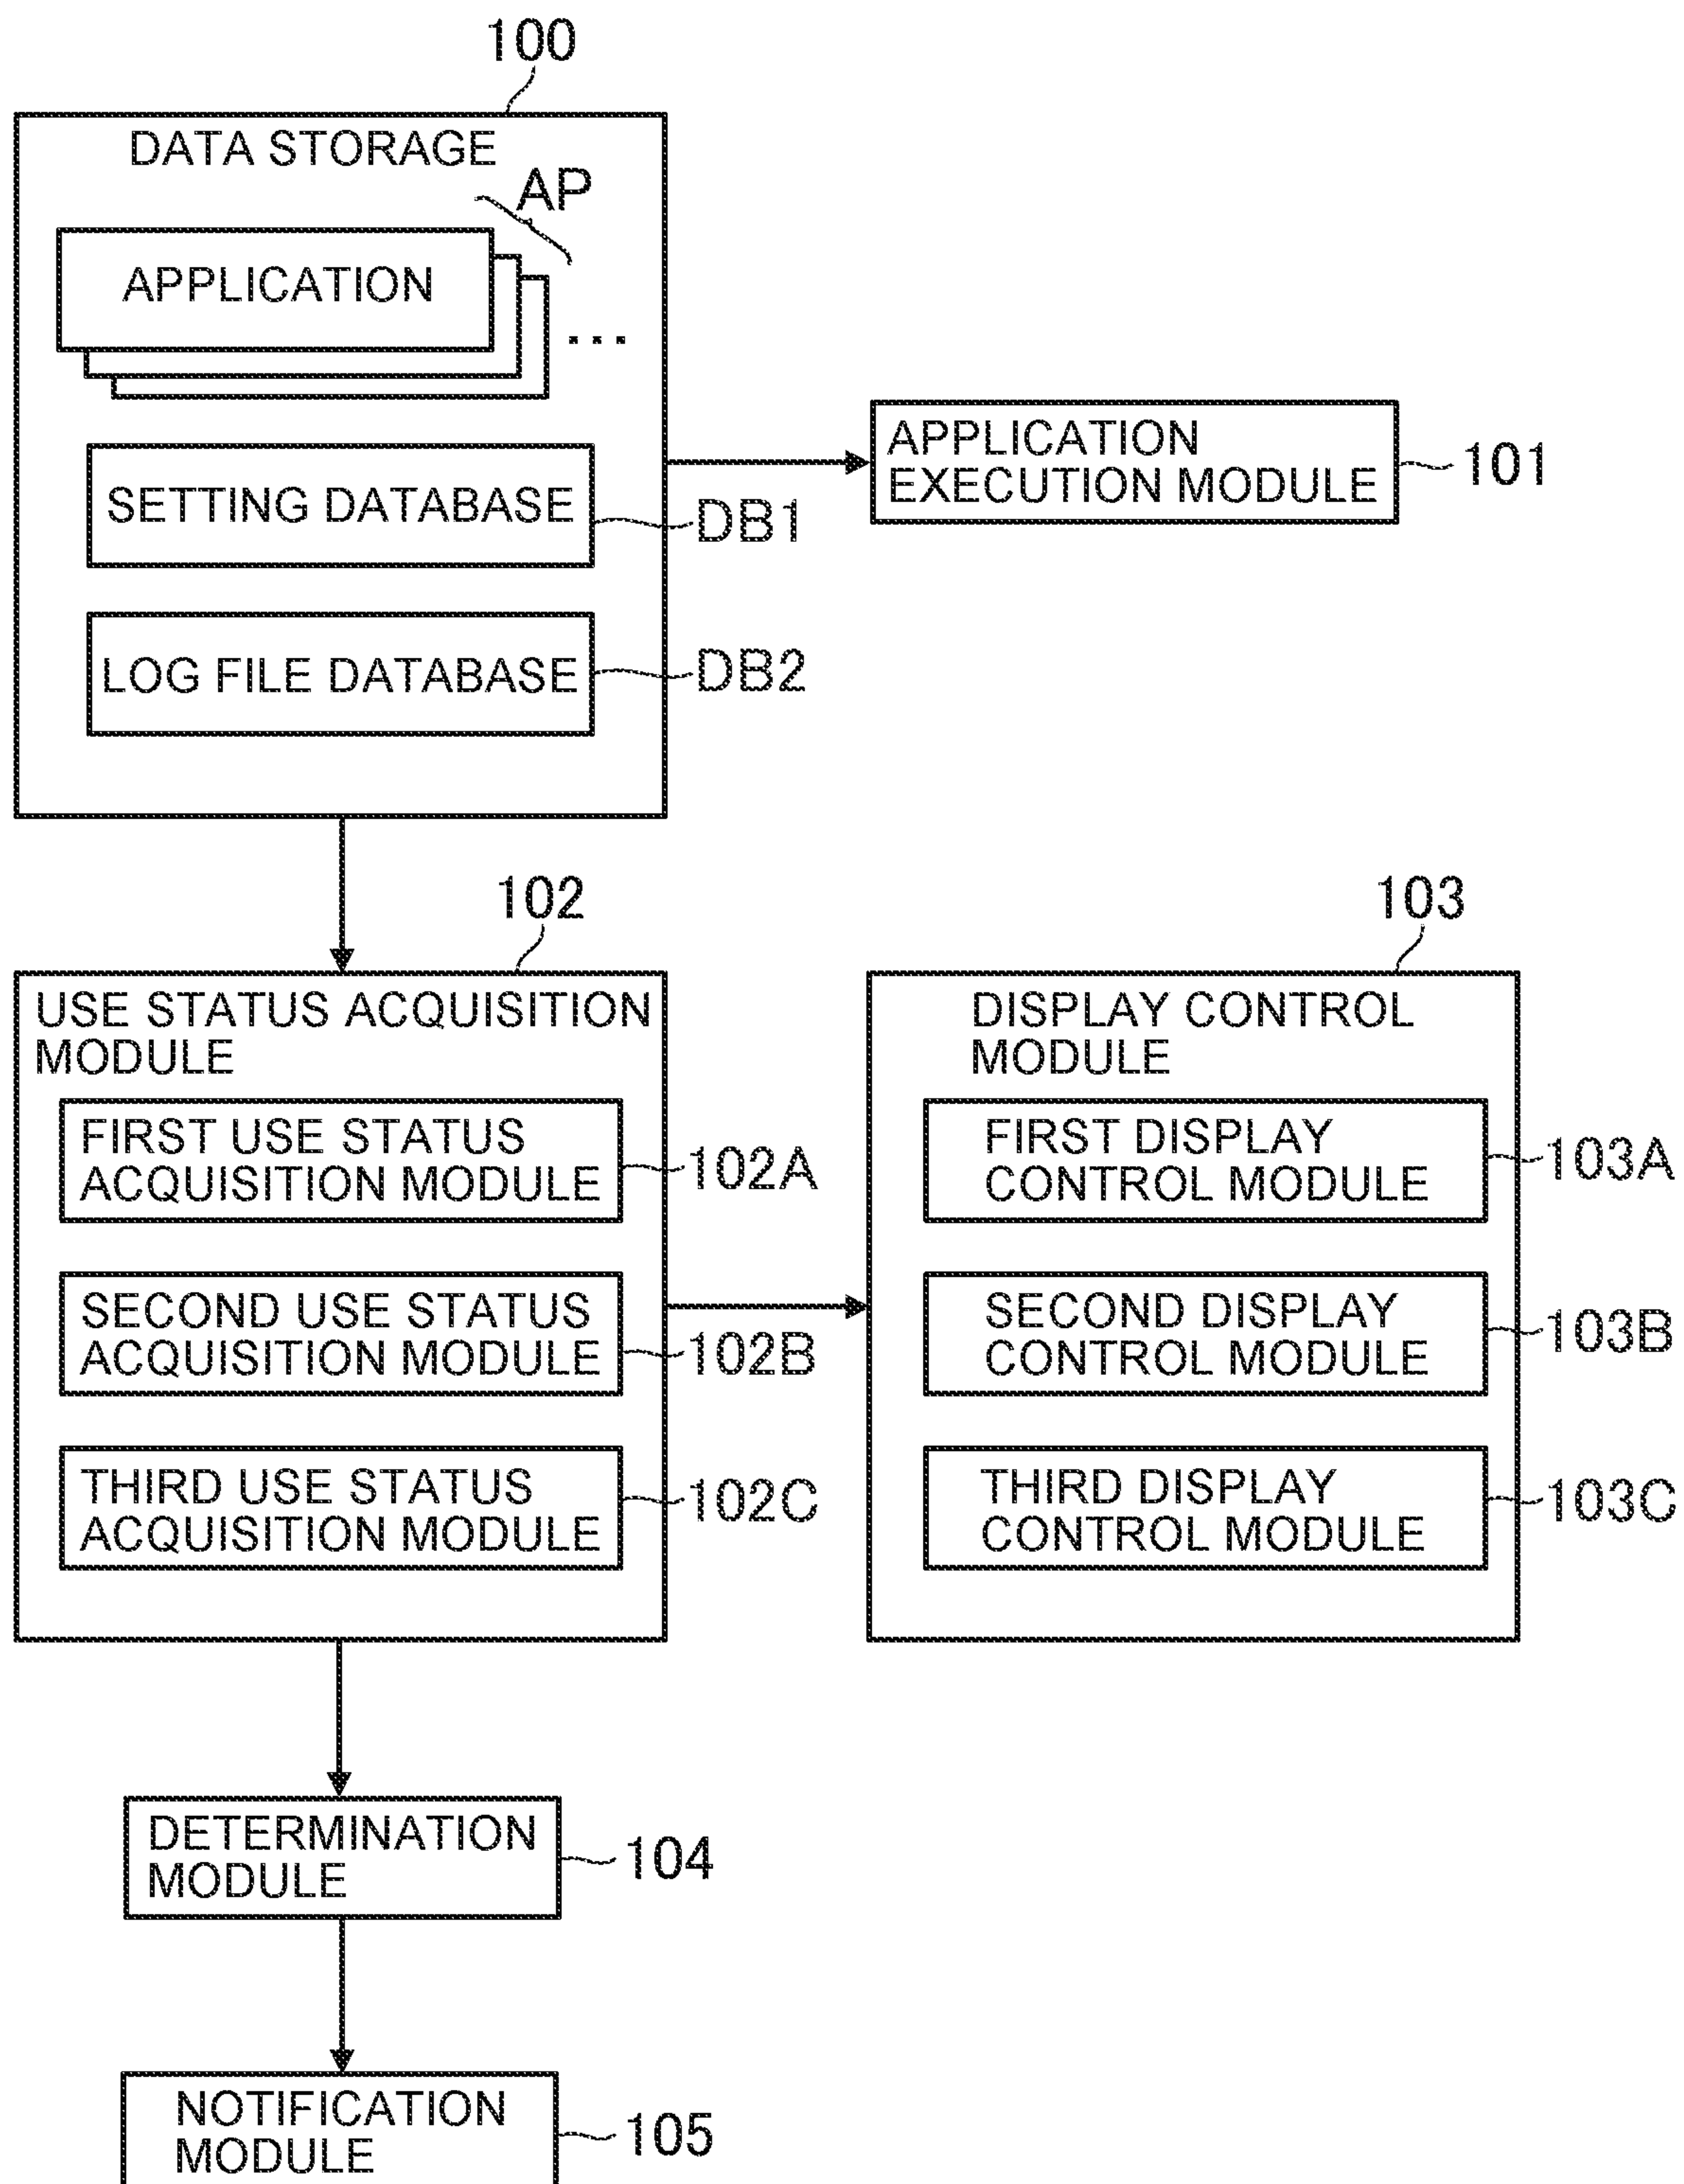 100
DATA STORAGE
AP
APPLICATION
...
APPLICATION
EXECUTION MODULE
101
SETTING DATABASE
DB1
LOG FILE DATABASE
DB2
102
103
USE STATUS ACQUISITION
MODULE
FIRST USE STATUS
ACQUISITION MODULE
102A
SECOND USE STATUS
ACQUISITION MODULE
102B
THIRD USE STATUS
ACQUISITION MODULE
102C
DISPLAY CONTROL
MODULE
FIRST DISPLAY
CONTROL MODULE
103A
SECOND DISPLAY
CONTROL MODULE
103B
THIRD DISPLAY
CONTROL MODULE
103C
DETERMINATION
MODULE
104
NOTIFICATION
MODULE
105